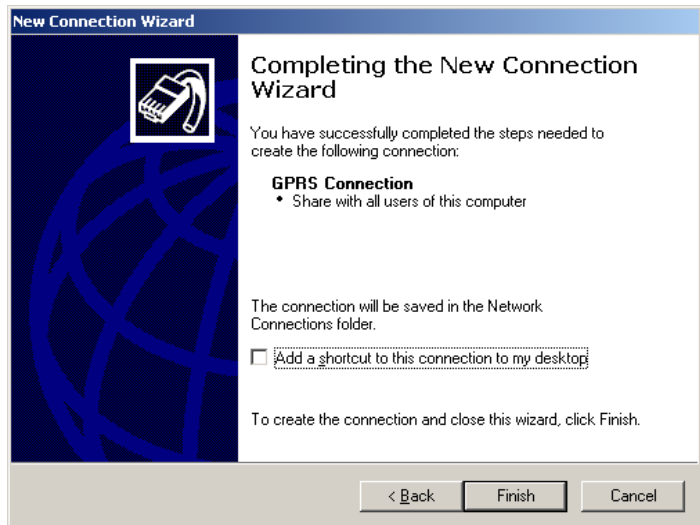 New Connection Wizard
Completing the New Connection
Wizard
You have successfully completed the steps needed to
create the following connection:
GPRS Connection
• Share with all users of this computer
The connection will be saved in the Network
Connections folder.
Add a shortcut to this connection to my desktop
To create the connection and close this wizard, click Finish.
< Back
Finish
Cancel